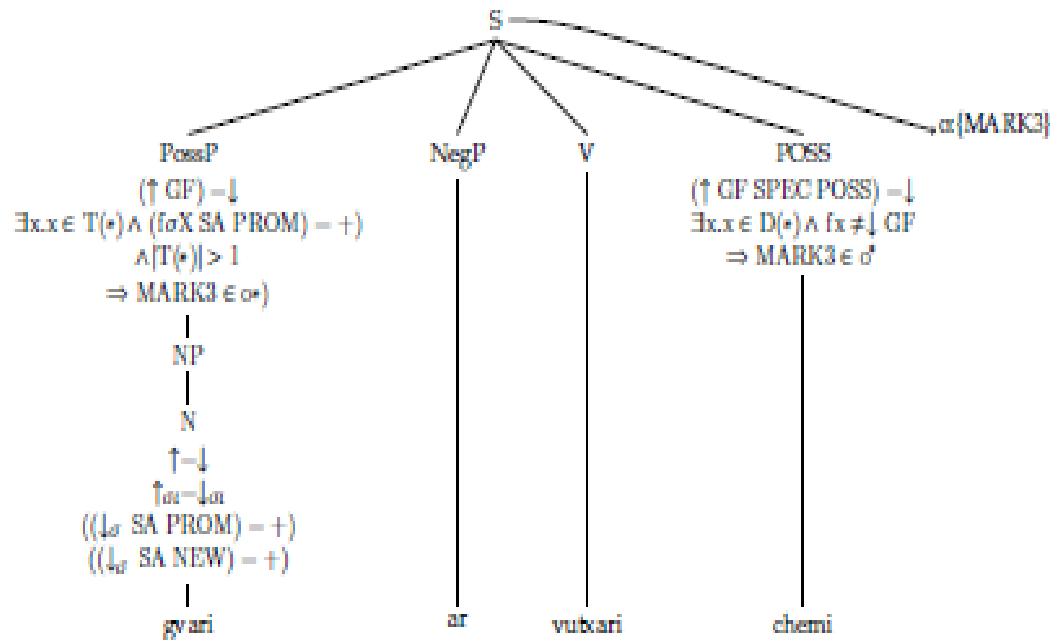 S
α{MARK3}
PossP NegP V POSS
(↑ GF) = ↓ (↑ GF SPEC POSS) = ↓
∃x.x ∈ T(*) ∧ (fσX SA PROM) = +) ∃x.x ∈ D(*) ∧ fx ≠ ↓ GF
∧|T(*)| > 1 ⇒ MARK3 ∈
⇒ MARK3 ∈
NP
N
↑=↓
((↓σ SA PROM) = +)
((↓σ SA NEW) = +)
gyari ar vutxari chemi